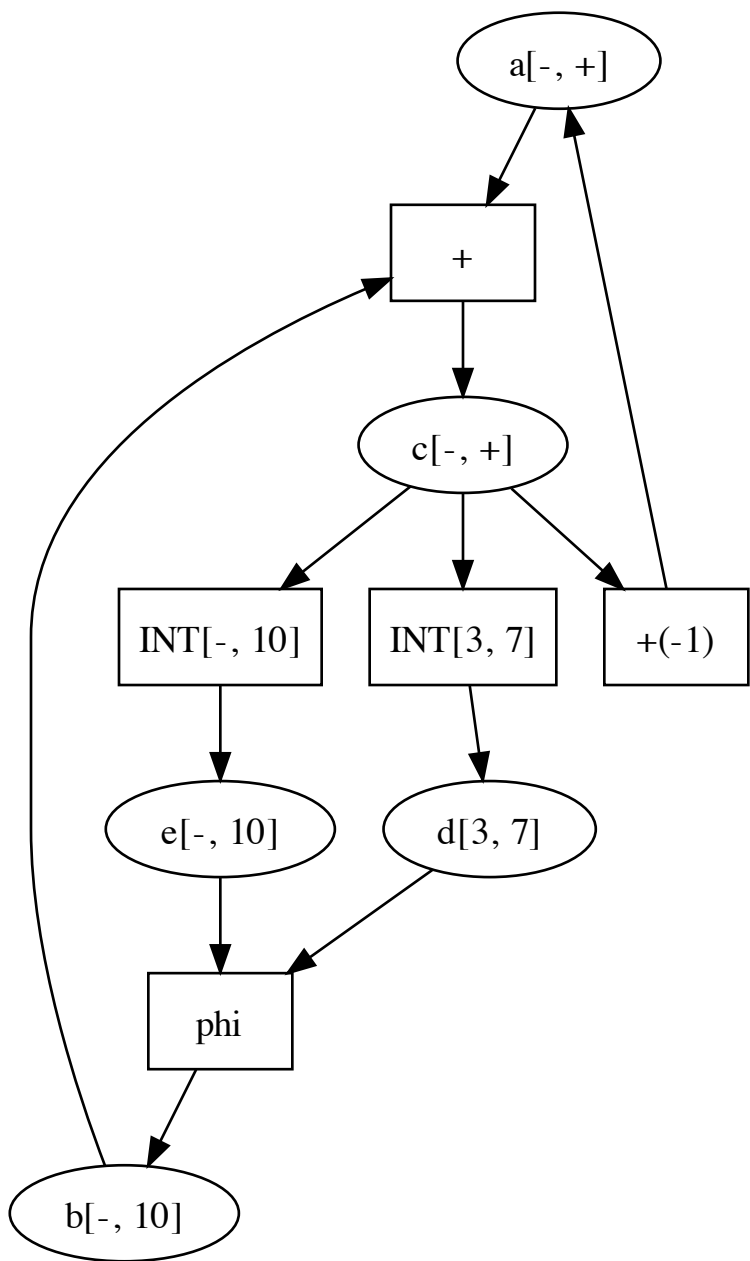 a[-, +]
+
c[-, +]
INT[-, 10]
INT[3, 7]
+(-1)
e[-, 10]
d[3, 7]
phi
b[-, 10]